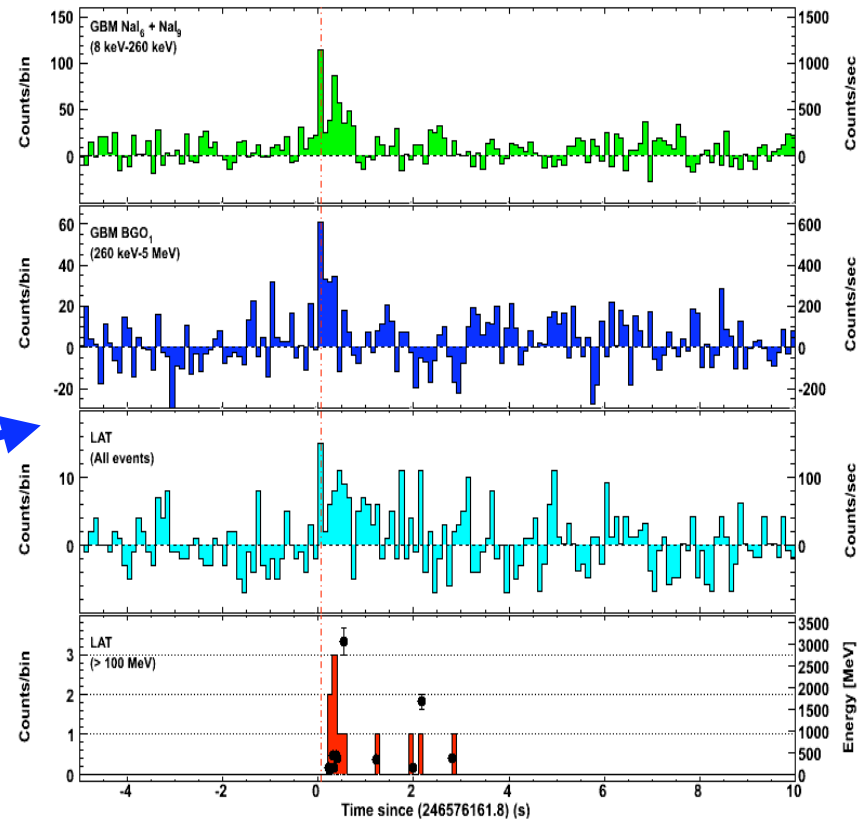 GBM NaI6 + NaI9
(8 keV-260 keV)
Counts/bin
150
100
50
0
1500
1000
500
0
Counts/sec
GBM BGO1
(260 keV-5 MeV)
Counts/bin
60
40
20
0
-20
600
400
200
0
-200
Counts/sec
LAT
(All events)
Counts/bin
10
0
100
0
Counts/sec
LAT
(> 100 MeV)
Counts/bin
3
2
1
0
3500
3000
2500
2000
1500
1000
500
0
Energy [MeV]
-4 -2 0 2 4 6 8 10
Time since (246576161.8) (s)